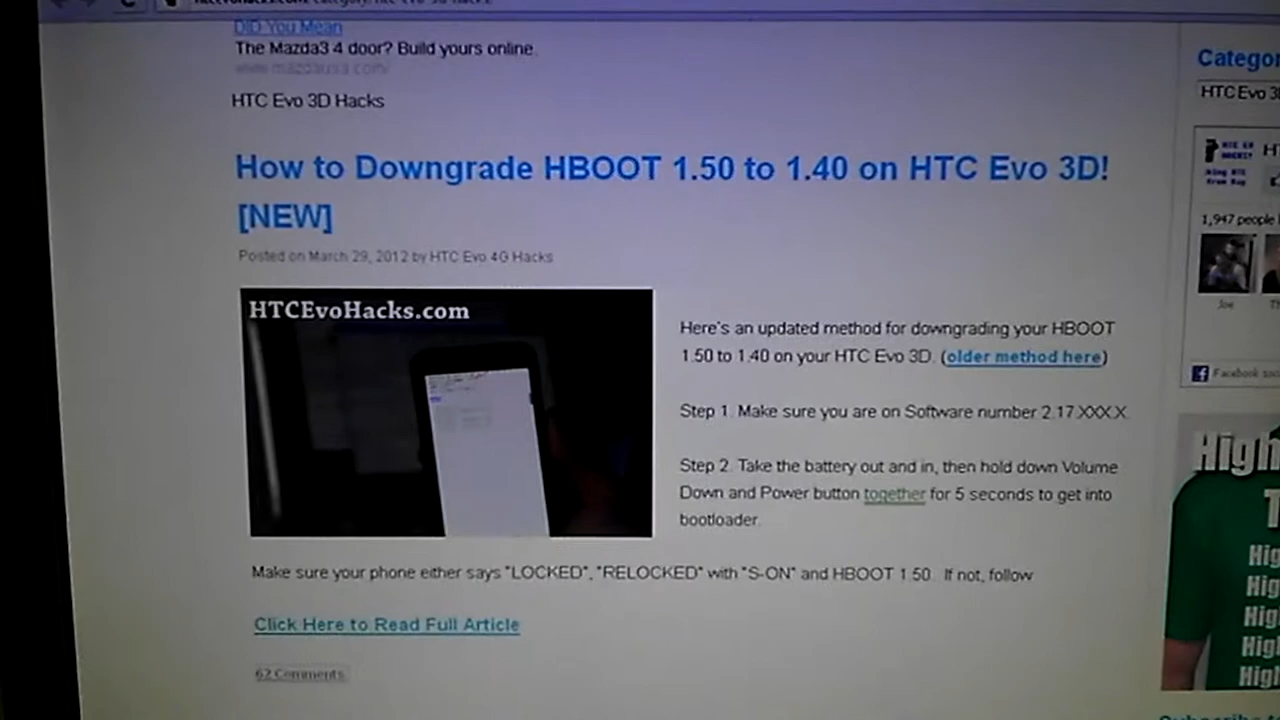 DID You Mean
The Mazda3 4 door? Build yours online.
www.mazdausa.com/
HTC Evo 3D Hacks
How to Downgrade HBOOT 1.50 to 1.40 on HTC Evo 3D!
[NEW]
Posted on March 29, 2012 by HTC Evo 4G Hacks
HTCEvoHacks.com
Here's an updated method for downgrading your HBOOT
1.50 to 1.40 on your HTC Evo 3D. (older method here)
Step 1. Make sure you are on Software number 2.17.XXX.X.
Step 2. Take the battery out and in, then hold down Volume
Down and Power button together for 5 seconds to get into
bootloader.
Make sure your phone either says "LOCKED", "RELOCKED" with "S-ON" and HBOOT 1.50. If not, follow
Click Here to Read Full Article
62 Comments
Categor
HTC Evo 3
H
1,947 people
Joe
Facebook soc
High
T
Hig
Hig
Hig
Hig
High